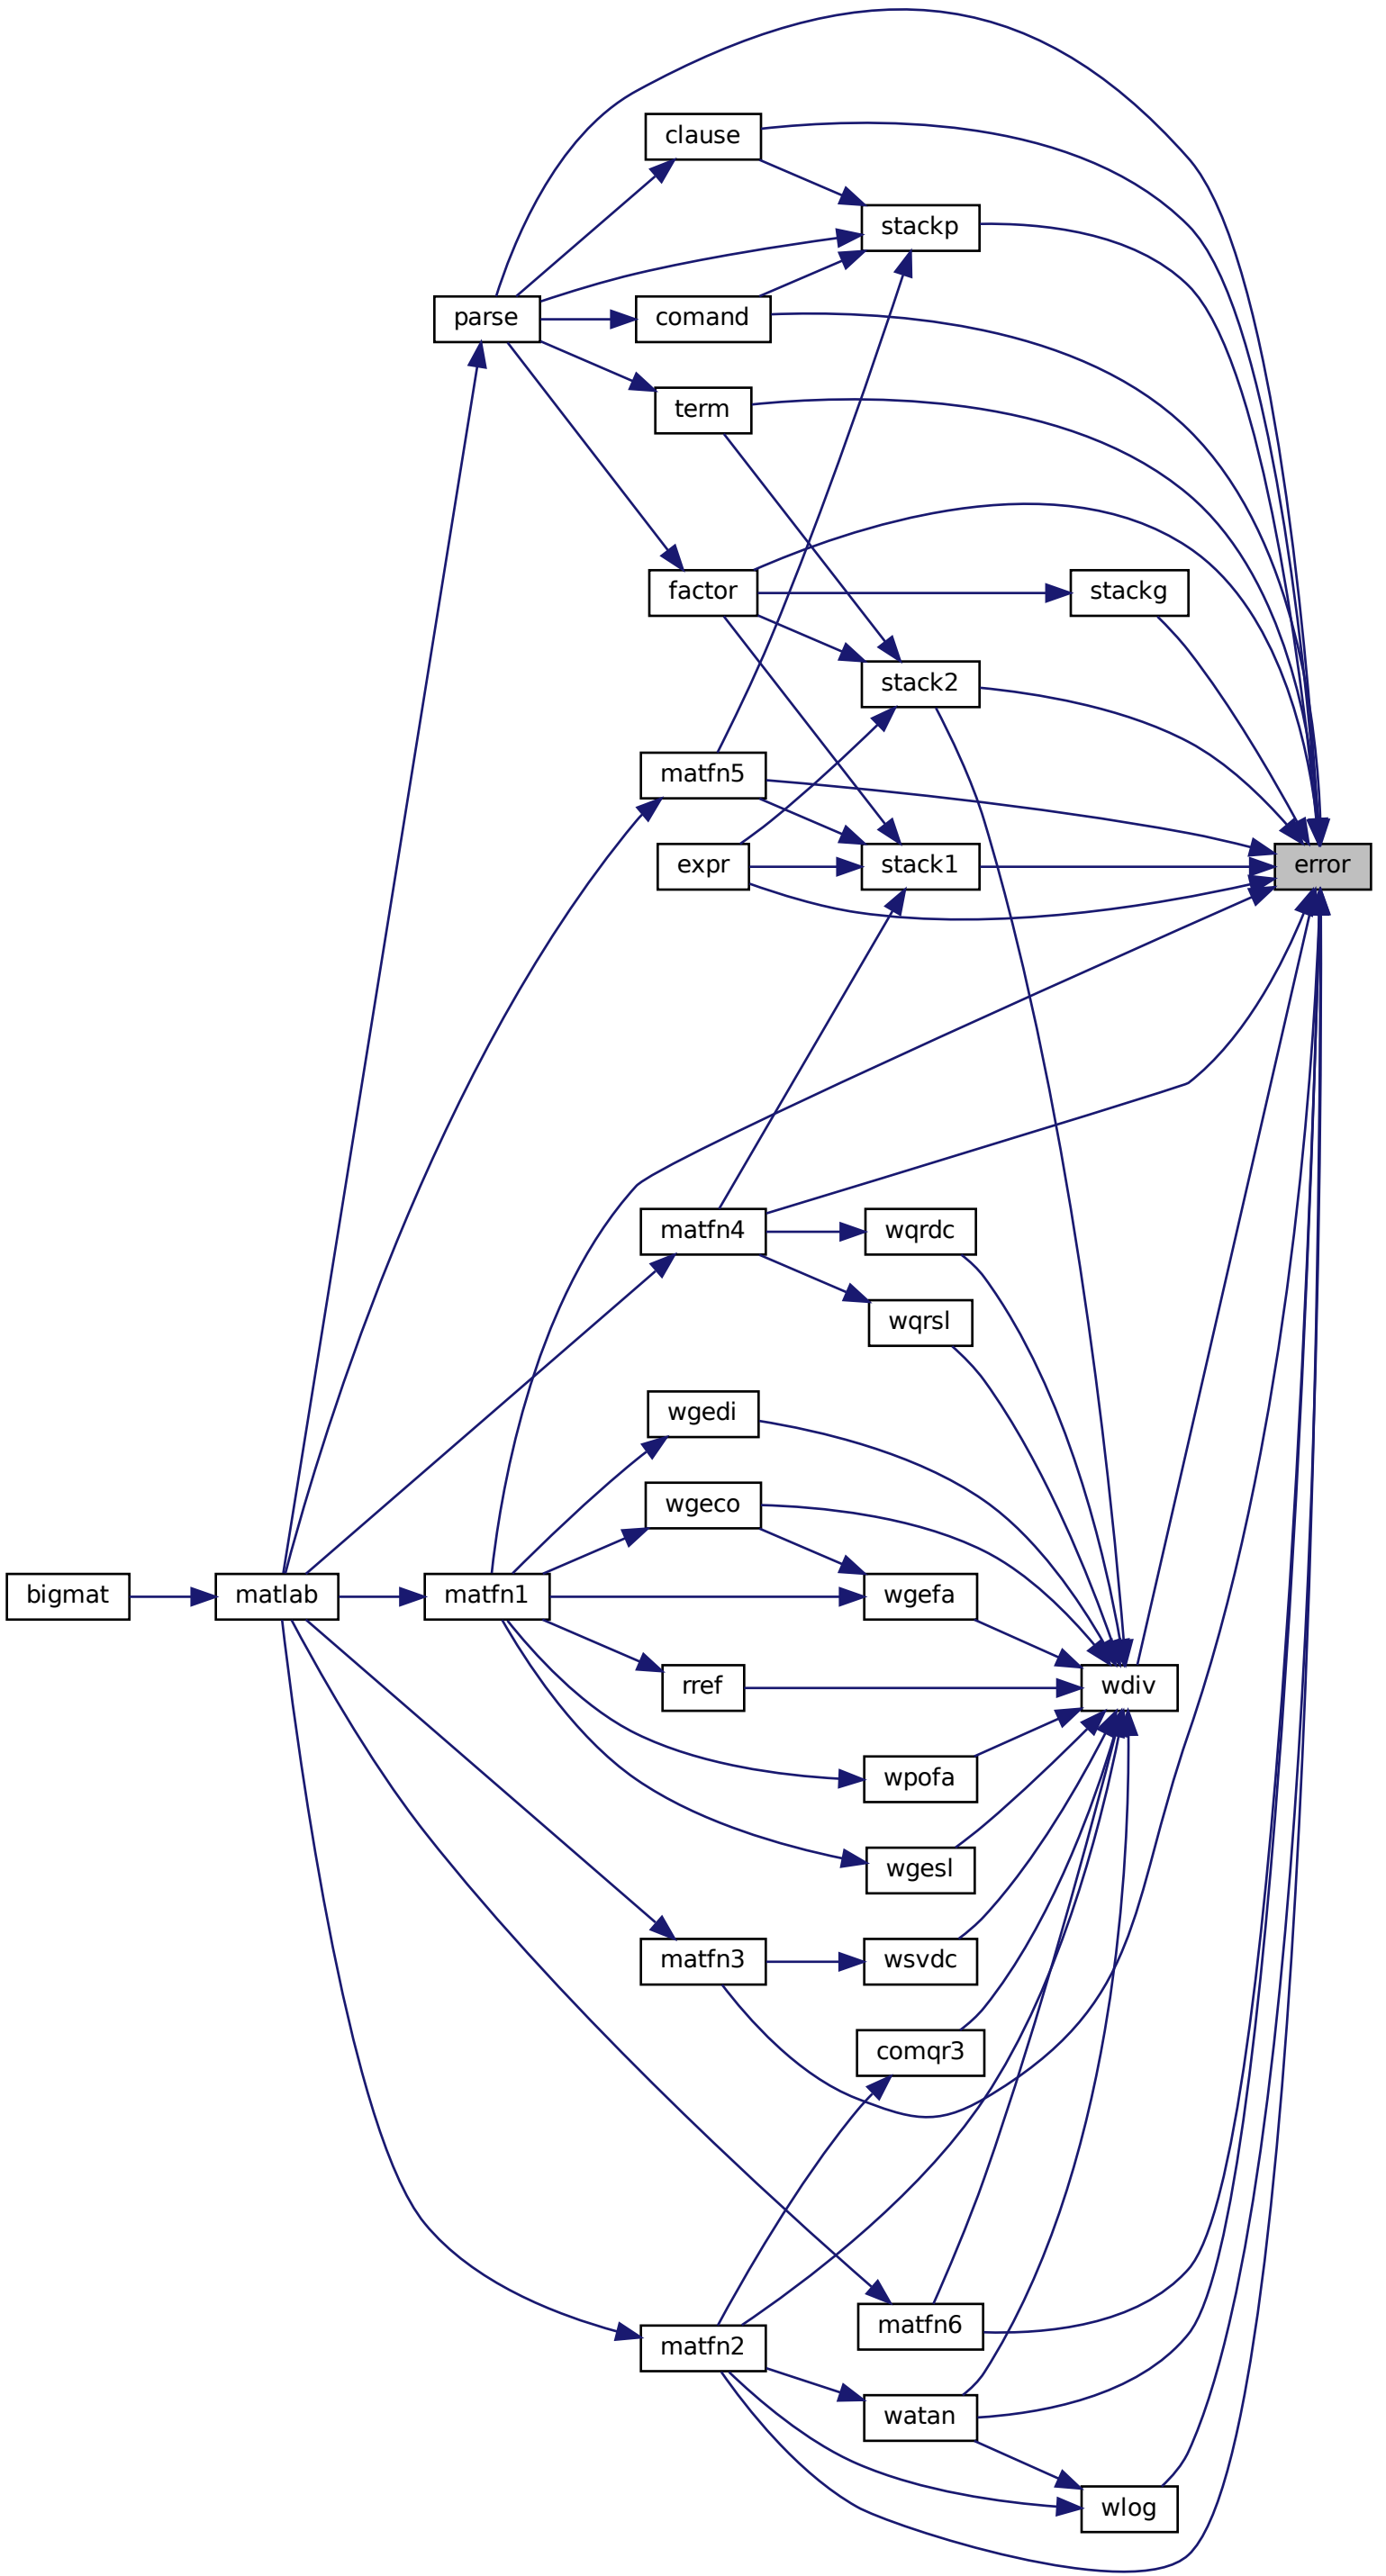 clause
stackp
parse
comand
term
factor
stackg
stack2
matfn5
expr
stack1
error
matfn4
wqrdc
wqrsl
wgedi
wgeco
bigmat
matlab
matfn1
wgefa
rref
wdiv
wpofa
wgesl
matfn3
wsvdc
comqr3
matfn6
matfn2
watan
wlog